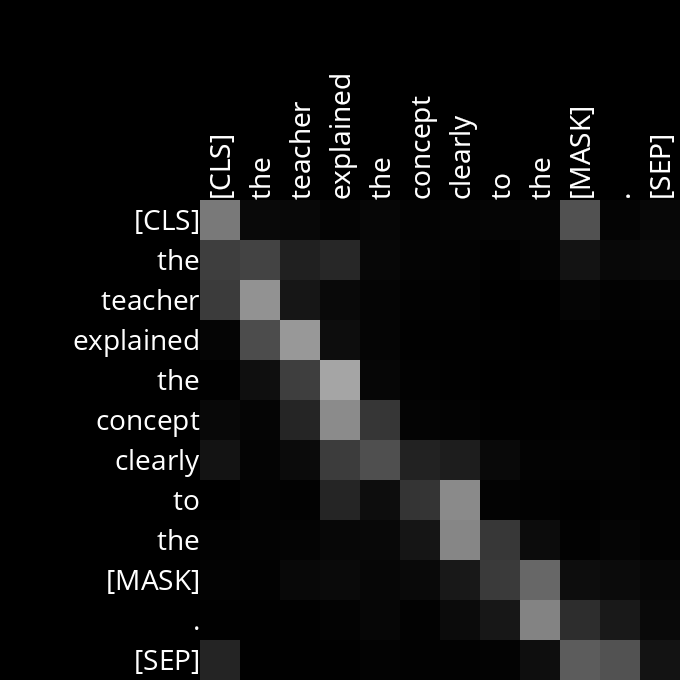 [CLS] the teacher explained the concept clearly to the [MASK] . [SEP]
[CLS]
the
teacher
explained
the
concept
clearly
to
the
[MASK]
.
[SEP]